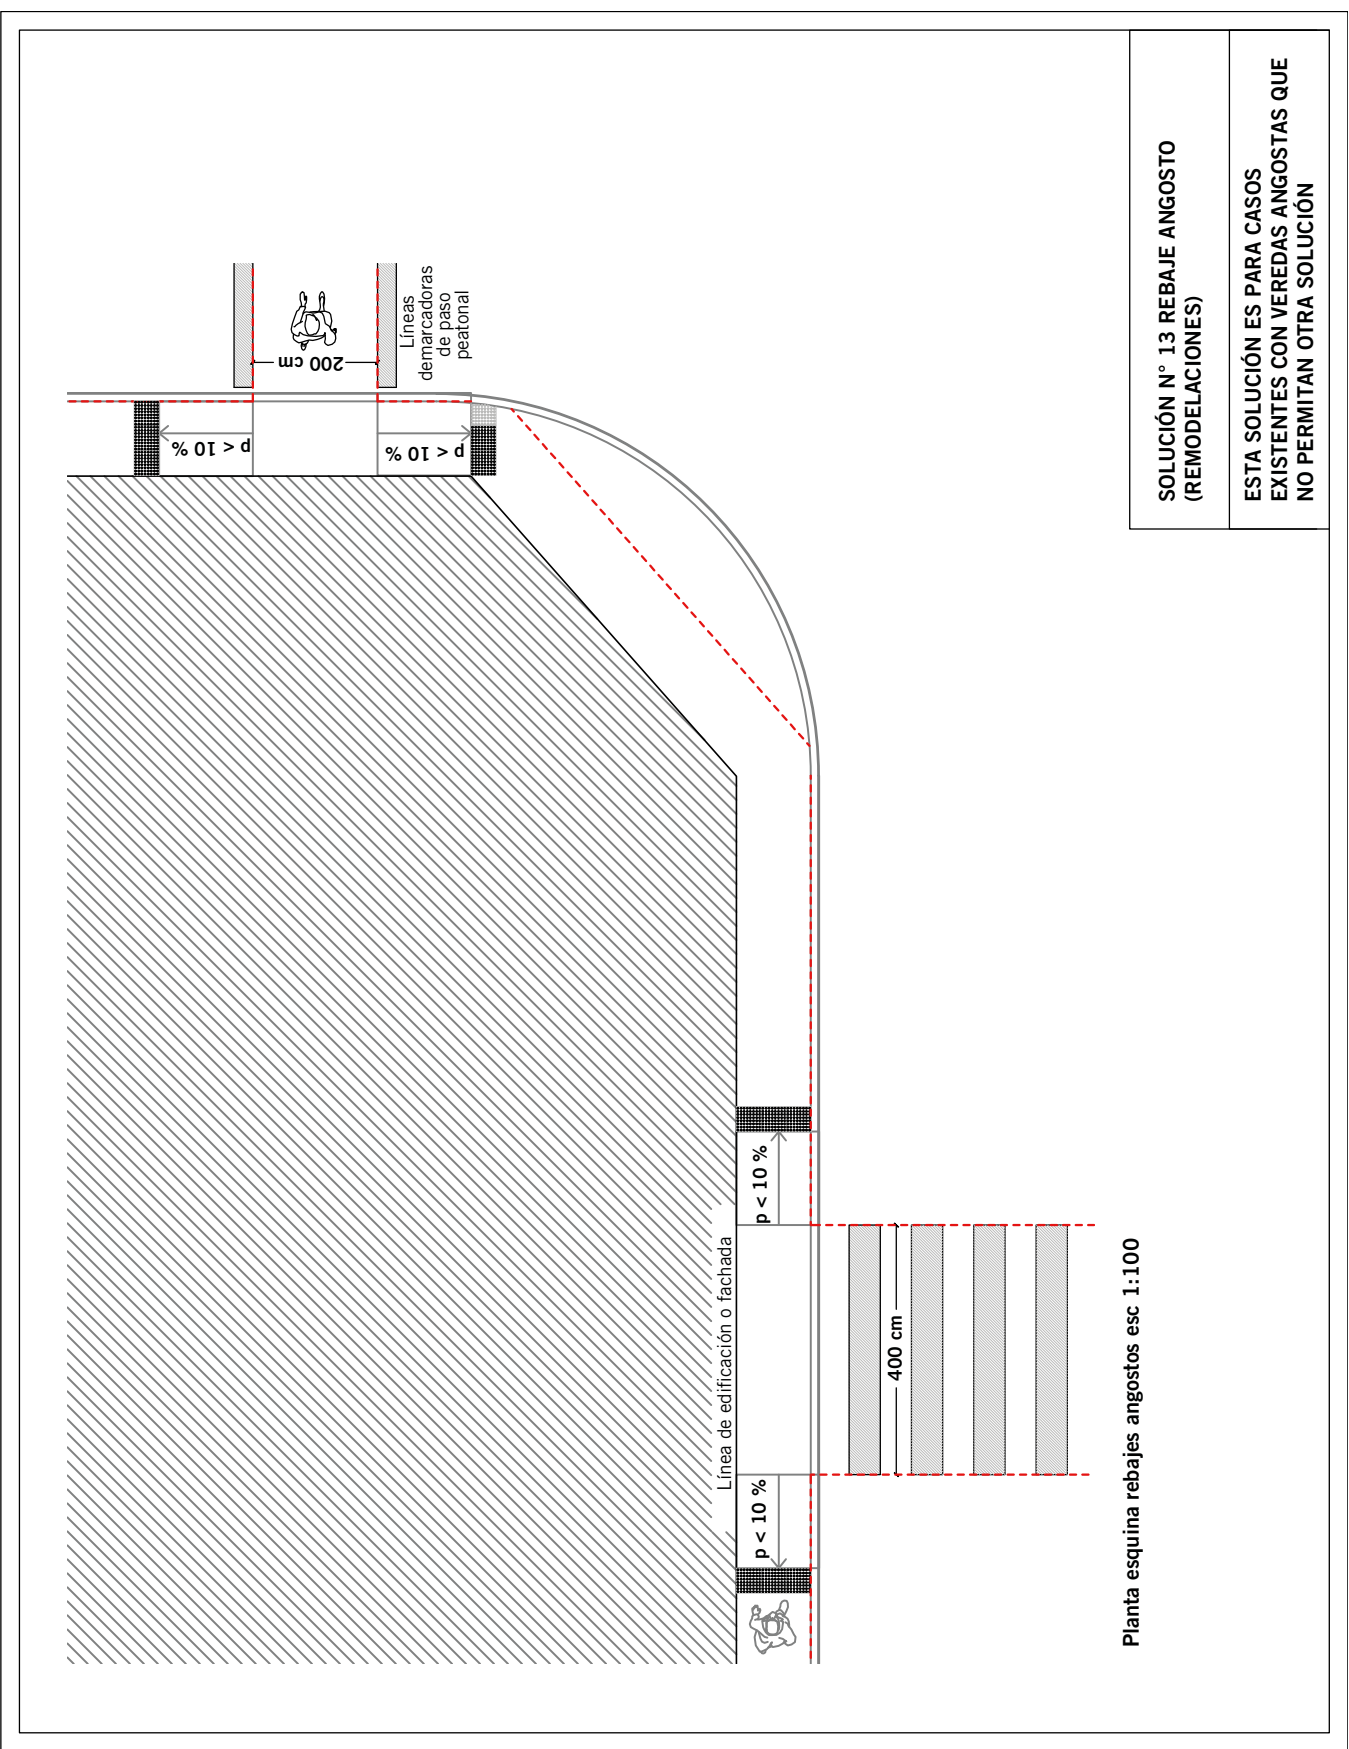 SOLUCIÓN N° 13 REBAJE ANGOSTO
(REMODELACIONES)
ESTA SOLUCIÓN ES PARA CASOS
EXISTENTES CON VEREDAS ANGOSTAS QUE
NO PERMITAN OTRA SOLUCIÓN
Líneas
demarcadoras
de paso
peatonal
200 cm
p < 10 %
p < 10 %
p < 10 %
Línea de edificación o fachada
p < 10 %
400 cm
Planta esquina rebajes angostos esc 1:100